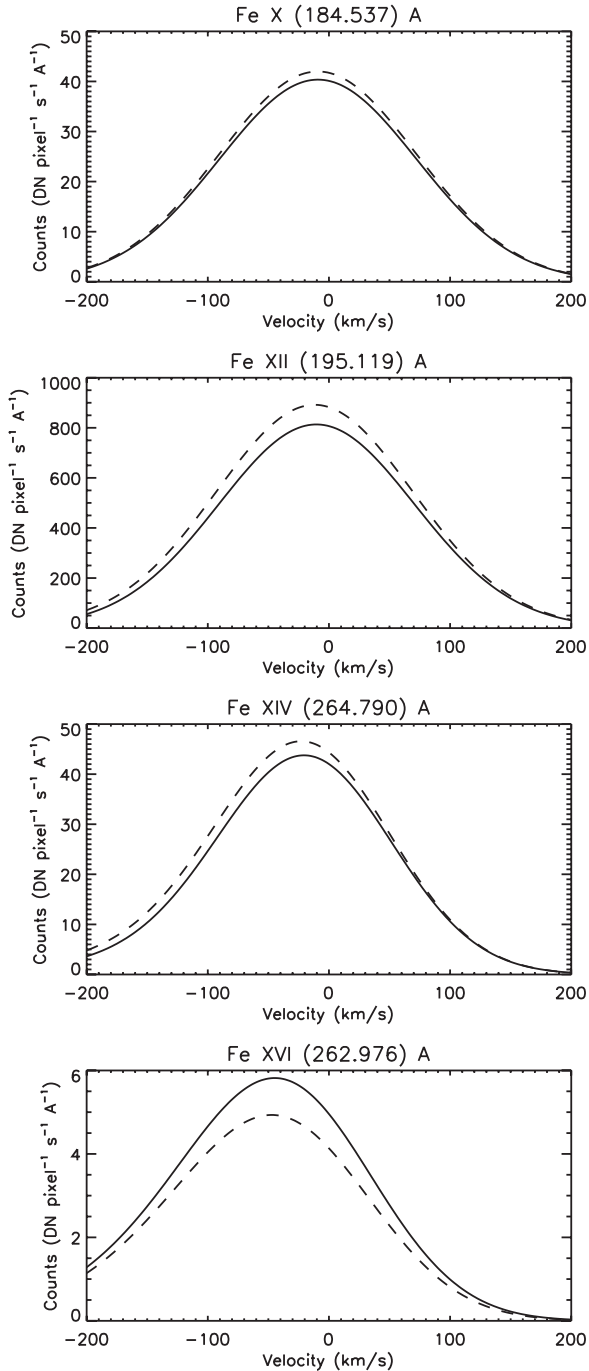 Fe X (184.537) A
50
40
30
20
10
0
Counts (DN pixel⁻¹ s⁻¹ A⁻¹)
−200 −100 0 100 200
Velocity (km/s)
Fe XII (195.119) A
1000
800
600
400
200
0
Counts (DN pixel⁻¹ s⁻¹ A⁻¹)
−200 −100 0 100 200
Velocity (km/s)
Fe XIV (264.790) A
50
40
30
20
10
0
Counts (DN pixel⁻¹ s⁻¹ A⁻¹)
−200 −100 0 100 200
Velocity (km/s)
Fe XVI (262.976) A
6
4
2
0
Counts (DN pixel⁻¹ s⁻¹ A⁻¹)
−200 −100 0 100 200
Velocity (km/s)